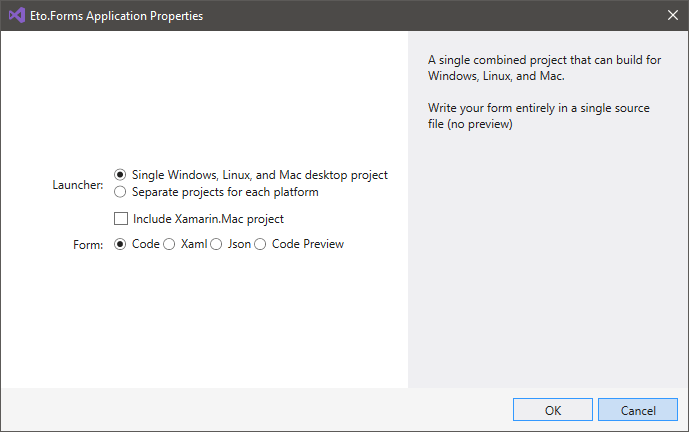 Eto.Forms Application Properties
A single combined project that can build for
Windows, Linux, and Mac.
Write your form entirely in a single source
file (no preview)
Launcher:
Single Windows, Linux, and Mac desktop project
Separate projects for each platform
Include Xamarin.Mac project
Form:
Code
Xaml
Json
Code Preview
OK
Cancel